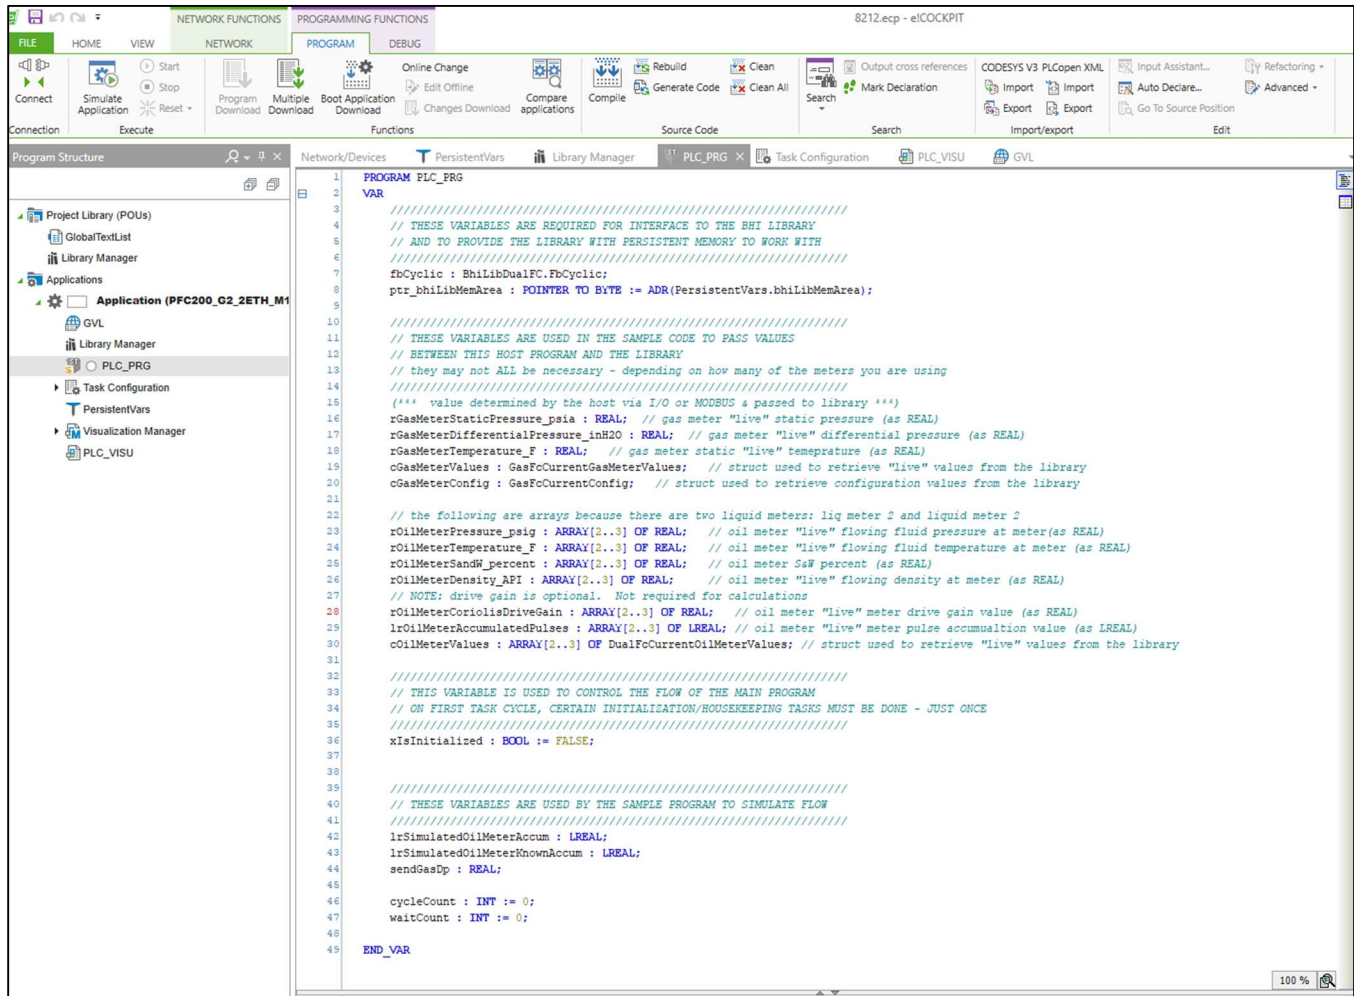 NETWORK FUNCTIONS PROGRAMMING FUNCTIONS 8212.ecp - e!COCKPIT
FILE HOME VIEW NETWORK PROGRAM DEBUG
Connect
Simulate Application
Start
Stop
Reset
Program Download
Multiple Download
Boot Application Download
Online Change
Edit Offline
Changes Download
Compare applications
Compile
Rebuild
Generate Code
Clean
Clean All
Search
Output cross references
Mark Declaration
CODESYS V3 PLCopen XML
Import Import
Export Export
Input Assistant...
Auto Declare...
Go To Source Position
Refactoring
Advanced
Connection Execute Functions Source Code Search Import/export Edit
Program Structure
Network/Devices PersistentVars Library Manager PLC_PRG Task Configuration PLC_VISU GVL
Project Library (POUs)
GlobalTextList
Library Manager
Applications
Application (PFC200_G2_2ETH_M1
GVL
Library Manager
PLC_PRG
Task Configuration
PersistentVars
Visualization Manager
PLC_VISU
1 PROGRAM PLC_PRG
2 VAR
3 /////////////////////////////////////////////////////////////////////
4 // THESE VARIABLES ARE REQUIRED FOR INTERFACE TO THE BHI LIBRARY
5 // AND TO PROVIDE THE LIBRARY WITH PERSISTENT MEMORY TO WORK WITH
6 /////////////////////////////////////////////////////////////////////
7 fbCyclic : BhiLibDualFC.FbCyclic;
8 ptr_bhiLibMemArea : POINTER TO BYTE := ADR(PersistentVars.bhiLibMemArea);
9
10 /////////////////////////////////////////////////////////////////////
11 // THESE VARIABLES ARE USED IN THE SAMPLE CODE TO PASS VALUES
12 // BETWEEN THIS HOST PROGRAM AND THE LIBRARY
13 // they may not ALL be necessary - depending on how many of the meters you are using
14 /////////////////////////////////////////////////////////////////////
15 (*** value determined by the host via I/O or MODBUS & passed to library ***)
16 rGasMeterStaticPressure_psia : REAL; // gas meter "live" static pressure (as REAL)
17 rGasMeterDifferentialPressure_inH2O : REAL; // gas meter "live" differential pressure (as REAL)
18 rGasMeterTemperature_F : REAL; // gas meter static "live" temeprature (as REAL)
19 cGasMeterValues : GasFcCurrentGasMeterValues; // struct used to retrieve "live" values from the library
20 cGasMeterConfig : GasFcCurrentConfig; // struct used to retrieve configuration values from the library
21
22 // the following are arrays because there are two liquid meters: liq meter 2 and liquid meter 2
23 rOilMeterPressure_psig : ARRAY[2..3] OF REAL; // oil meter "live" flowing fluid pressure at meter(as REAL)
24 rOilMeterTemperature_F : ARRAY[2..3] OF REAL; // oil meter "live" flowing fluid temperature at meter (as REAL)
25 rOilMeterSandW_percent : ARRAY[2..3] OF REAL; // oil meter S&W percent (as REAL)
26 rOilMeterDensity_API : ARRAY[2..3] OF REAL; // oil meter "live" flowing density at meter (as REAL)
27 // NOTE: drive gain is optional. Not required for calculations
28 rOilMeterCoriolisDriveGain : ARRAY[2..3] OF REAL; // oil meter "live" meter drive gain value (as REAL)
29 lrOilMeterAccumulatedPulses : ARRAY[2..3] OF LREAL; // oil meter "live" meter pulse accumualtion value (as LREAL)
30 cOilMeterValues : ARRAY[2..3] OF DualFcCurrentOilMeterValues; // struct used to retrieve "live" values from the library
31
32 /////////////////////////////////////////////////////////////////////
33 // THIS VARIABLE IS USED TO CONTROL THE FLOW OF THE MAIN PROGRAM
34 // ON FIRST TASK CYCLE, CERTAIN INITIALIZATION/HOUSEKEEPING TASKS MUST BE DONE - JUST ONCE
35 /////////////////////////////////////////////////////////////////////
36 xIsInitialized : BOOL := FALSE;
37
38
39 /////////////////////////////////////////////////////////////////////
40 // THESE VARIABLES ARE USED BY THE SAMPLE PROGRAM TO SIMULATE FLOW
41 /////////////////////////////////////////////////////////////////////
42 lrSimulatedOilMeterAccum : LREAL;
43 lrSimulatedOilMeterKnownAccum : LREAL;
44 sendGasDp : REAL;
45
46 cycleCount : INT := 0;
47 waitCount : INT := 0;
48
49 END_VAR
100 %